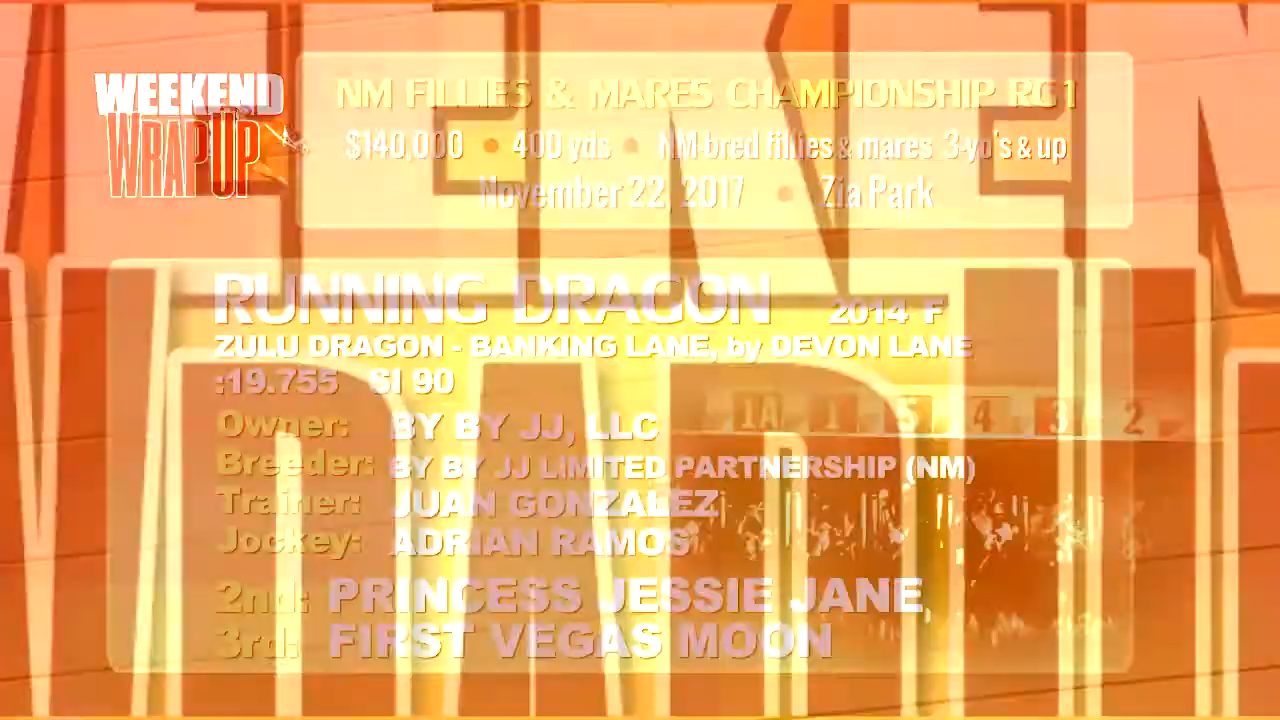 WEEKEND
WRAPUP
NM FILLIES & MARES CHAMPIONSHIP RG1
$140,000 • 400 yds • NM-bred fillies & mares 3-yo's & up
November 22, 2017 • Zia Park
RUNNING DRAGON 2014 F
ZULU DRAGON - BANKING LANE, by DEVON LANE
:19.755 SI 90
Owner: BY BY JJ, LLC
Breeder: BY BY JJ LIMITED PARTNERSHIP (NM)
Trainer: JUAN GONZALEZ
Jockey: ADRIAN RAMOS
2nd: PRINCESS JESSIE JANE
3rd: FIRST VEGAS MOON
1A 1 5 4 3 2